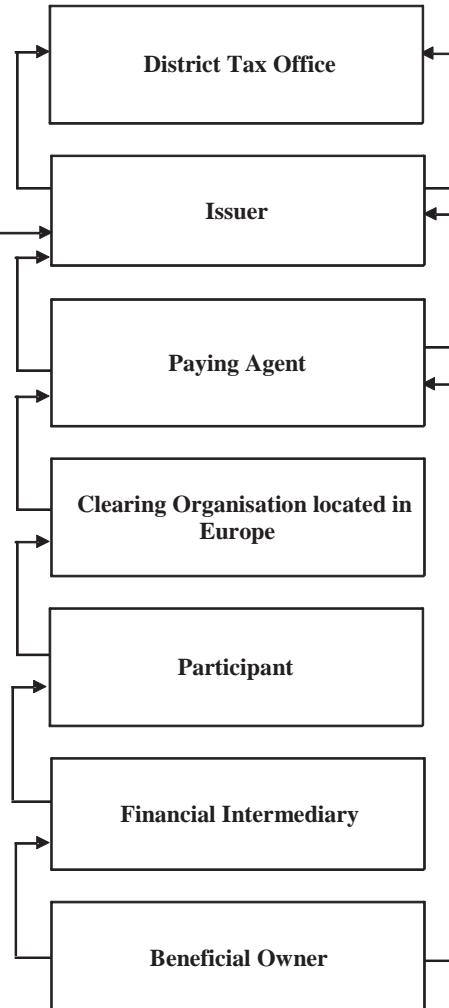 District Tax Office
Issuer
Paying Agent
Clearing Organisation located in
Europe
Participant
Financial Intermediary
Beneficial Owner